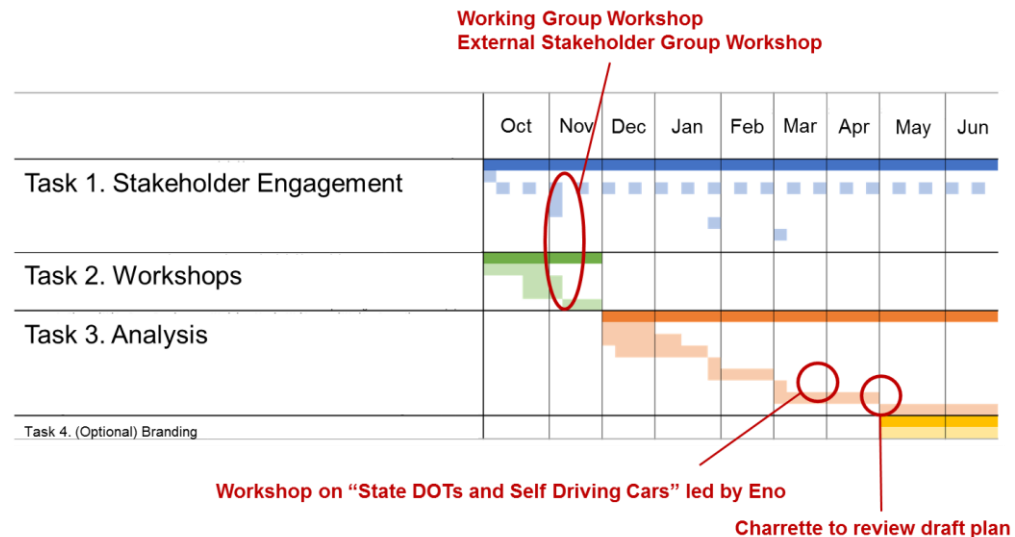 Working Group Workshop
External Stakeholder Group Workshop
Oct Nov Dec Jan Feb Mar Apr May Jun
Task 1. Stakeholder Engagement
Task 2. Workshops
Task 3. Analysis
Task 4. (Optional) Branding
Workshop on “State DOTs and Self Driving Cars” led by Eno
Charrette to review draft plan